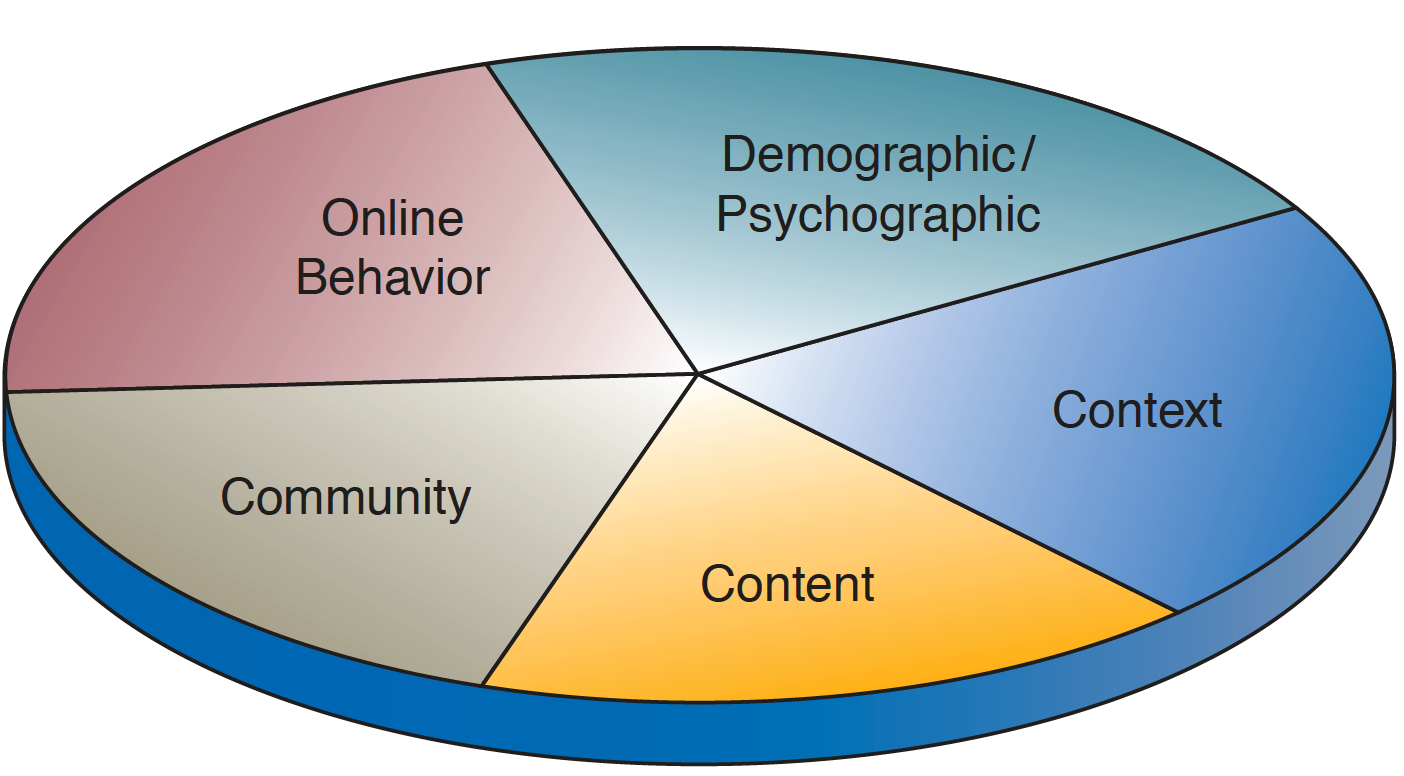 Demographic/
Psychographic
Online
Behavior
Context
Community
Content